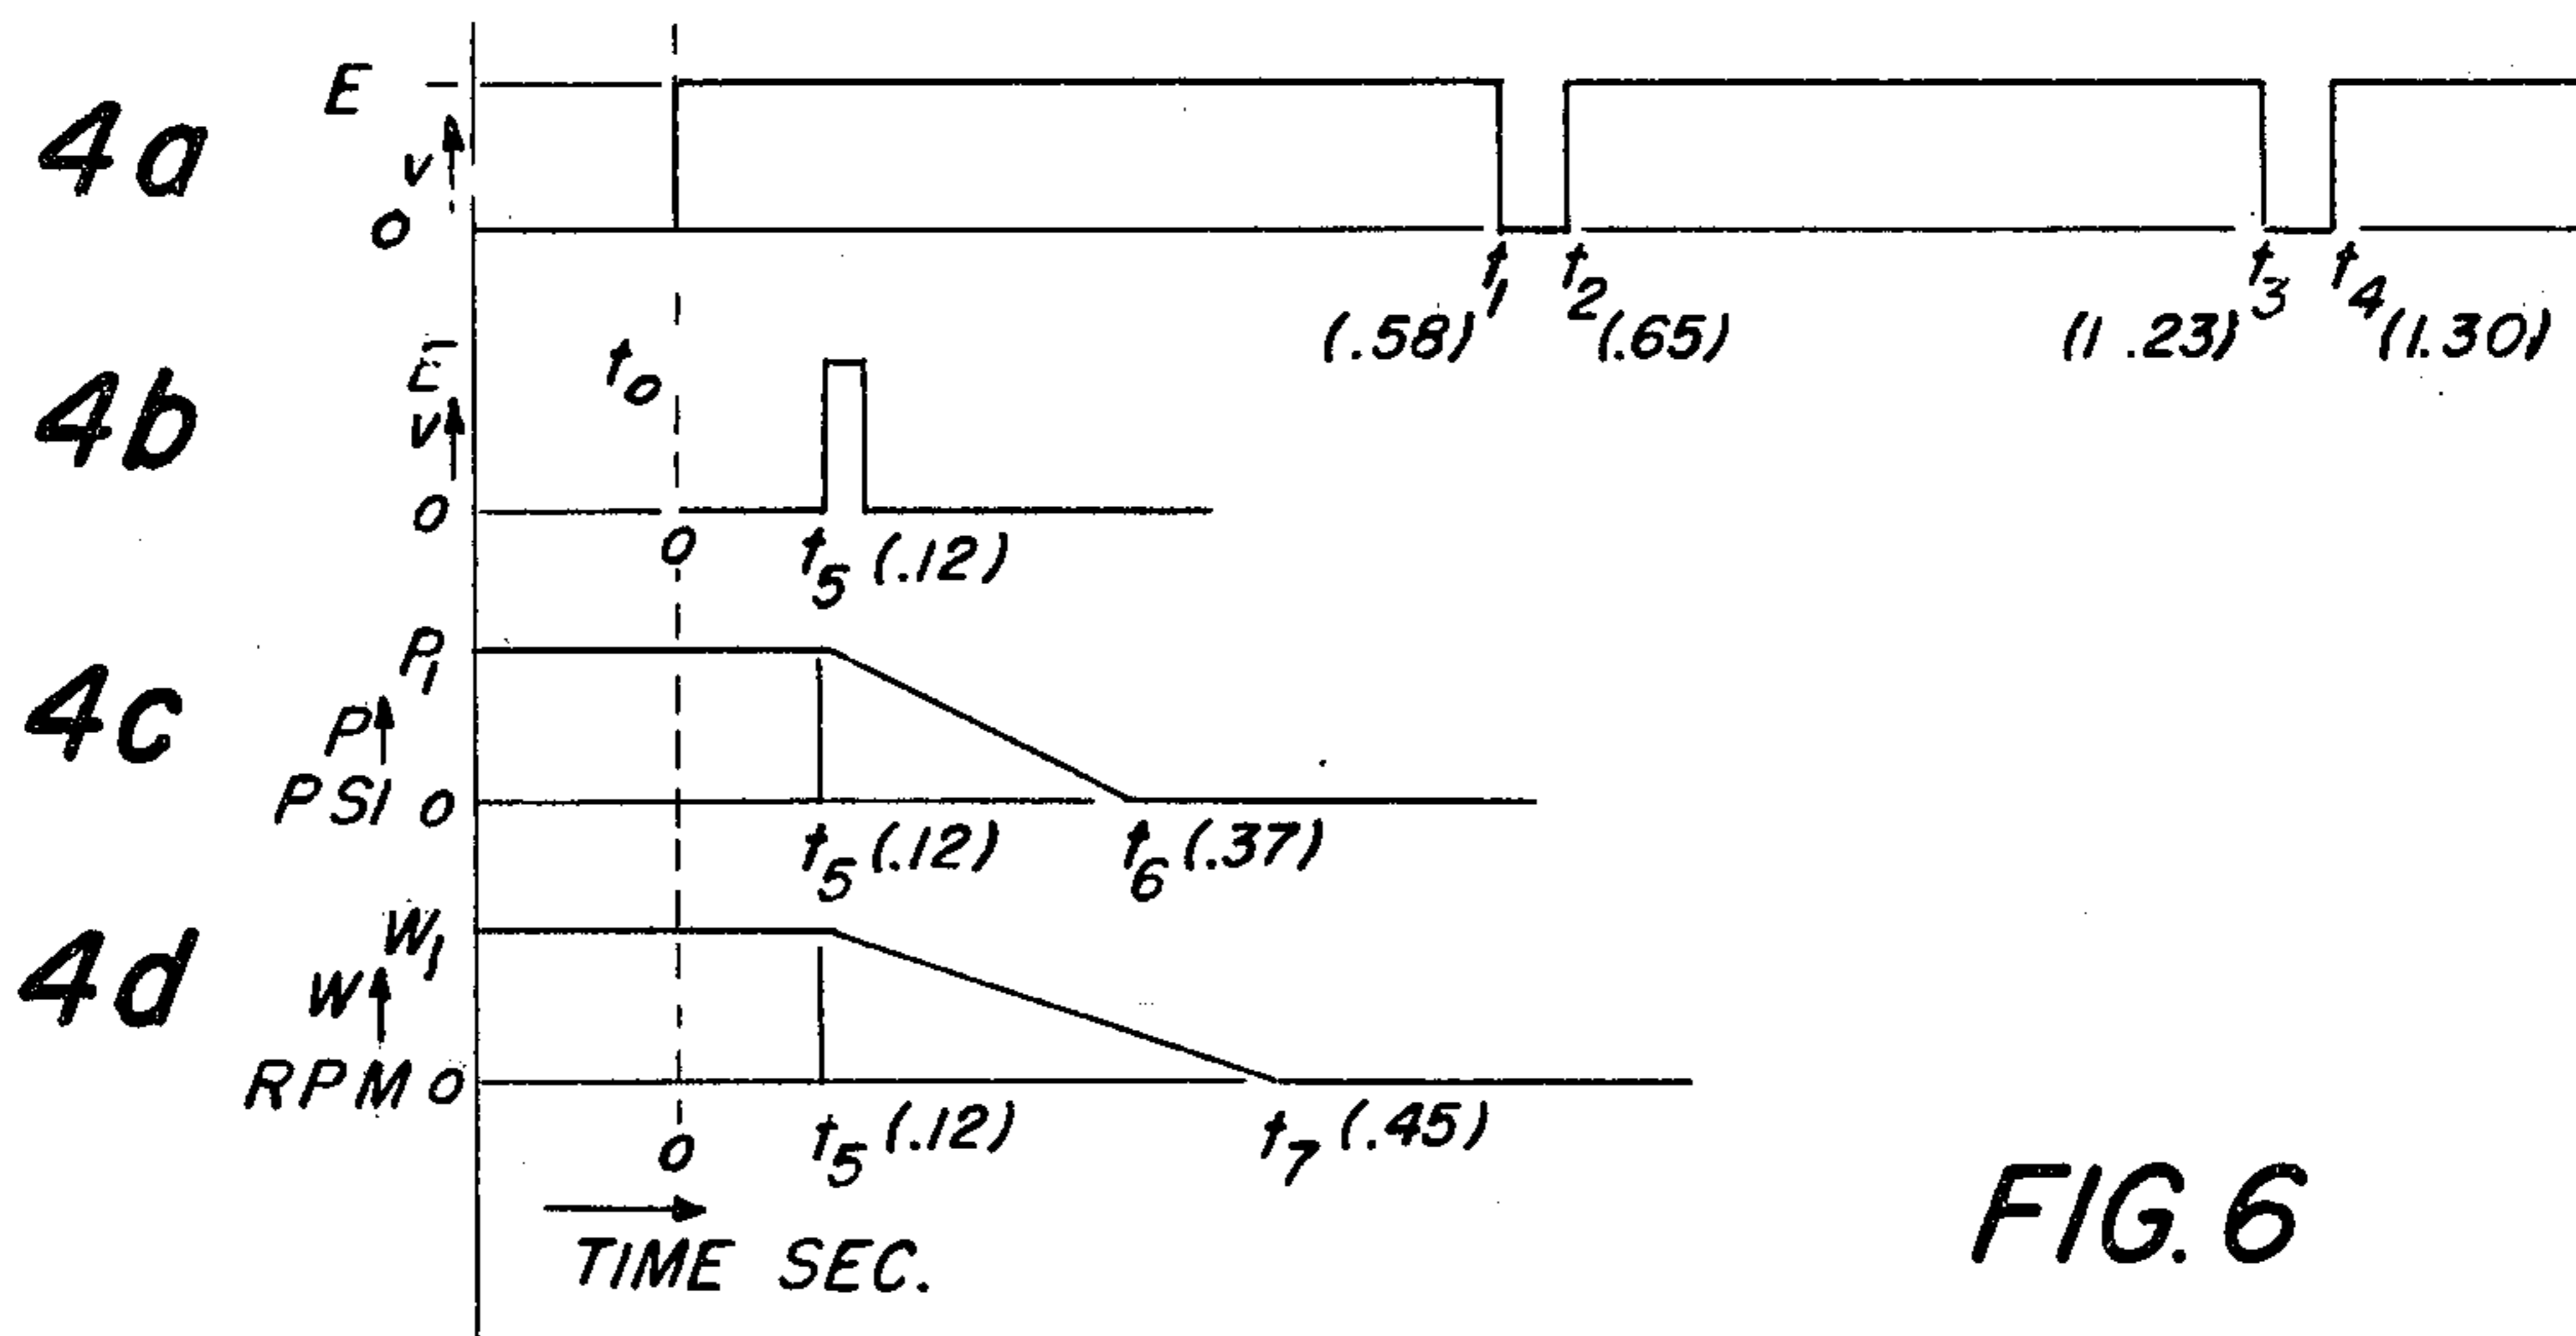 4a
E
v
0
t1 (.58)
t2 (.65)
t3 (1.23)
t4 (1.30)
4b
E
v
0
t0
0
t5 (.12)
4c
P1
P
PSI 0
t5 (.12)
t6 (.37)
4d
W1
W
RPM 0
0
t5 (.12)
t7 (.45)
TIME SEC.
FIG. 6